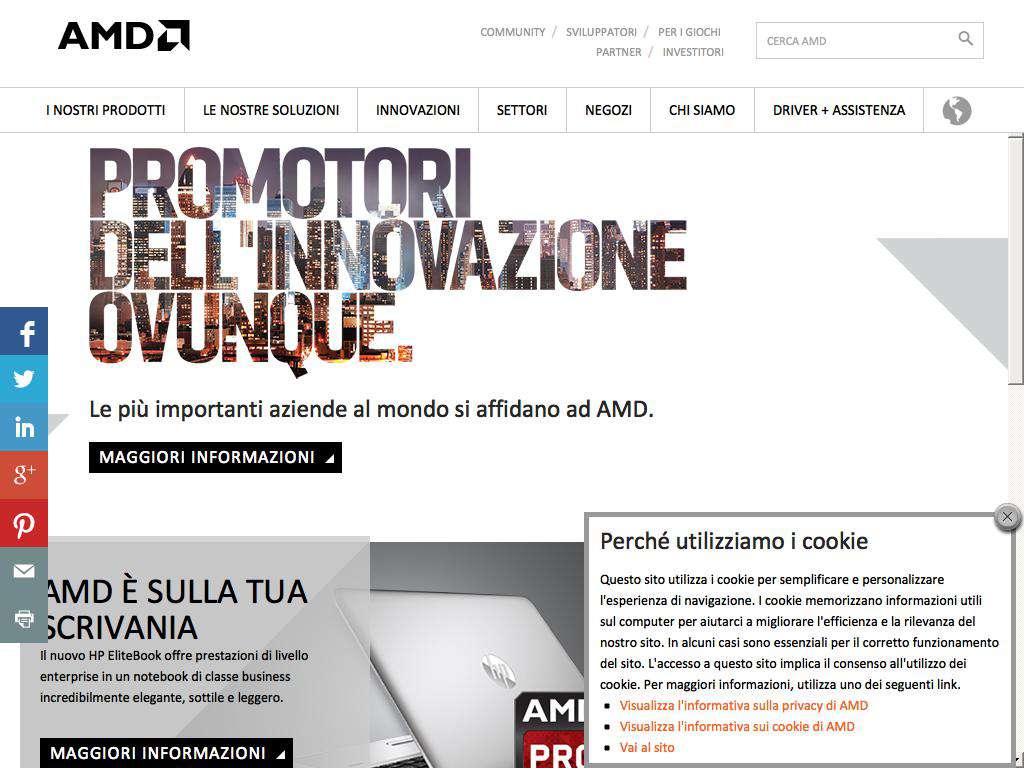 AMD
COMMUNITY / SVILUPPATORI / PER I GIOCHI
PARTNER / INVESTITORI
CERCA AMD
I NOSTRI PRODOTTI
LE NOSTRE SOLUZIONI
INNOVAZIONI
SETTORI
NEGOZI
CHI SIAMO
DRIVER + ASSISTENZA
PROMOTORI
DELL'INNOVAZIONE
OVUNQUE.
Le più importanti aziende al mondo si affidano ad AMD.
MAGGIORI INFORMAZIONI
AMD È SULLA TUA
SCRIVANIA
Il nuovo HP EliteBook offre prestazioni di livello
enterprise in un notebook di classe business
incredibilmente elegante, sottile e leggero.
MAGGIORI INFORMAZIONI
hp
Perché utilizziamo i cookie
Questo sito utilizza i cookie per semplificare e personalizzare
l'esperienza di navigazione. I cookie memorizzano informazioni utili
sul computer per aiutarci a migliorare l'efficienza e la rilevanza del
nostro sito. In alcuni casi sono essenziali per il corretto funzionamento
del sito. L'accesso a questo sito implica il consenso all'utilizzo dei
cookie. Per maggiori informazioni, utilizza uno dei seguenti link.
Visualizza l'informativa sulla privacy di AMD
Visualizza l'informativa sui cookie di AMD
Vai al sito